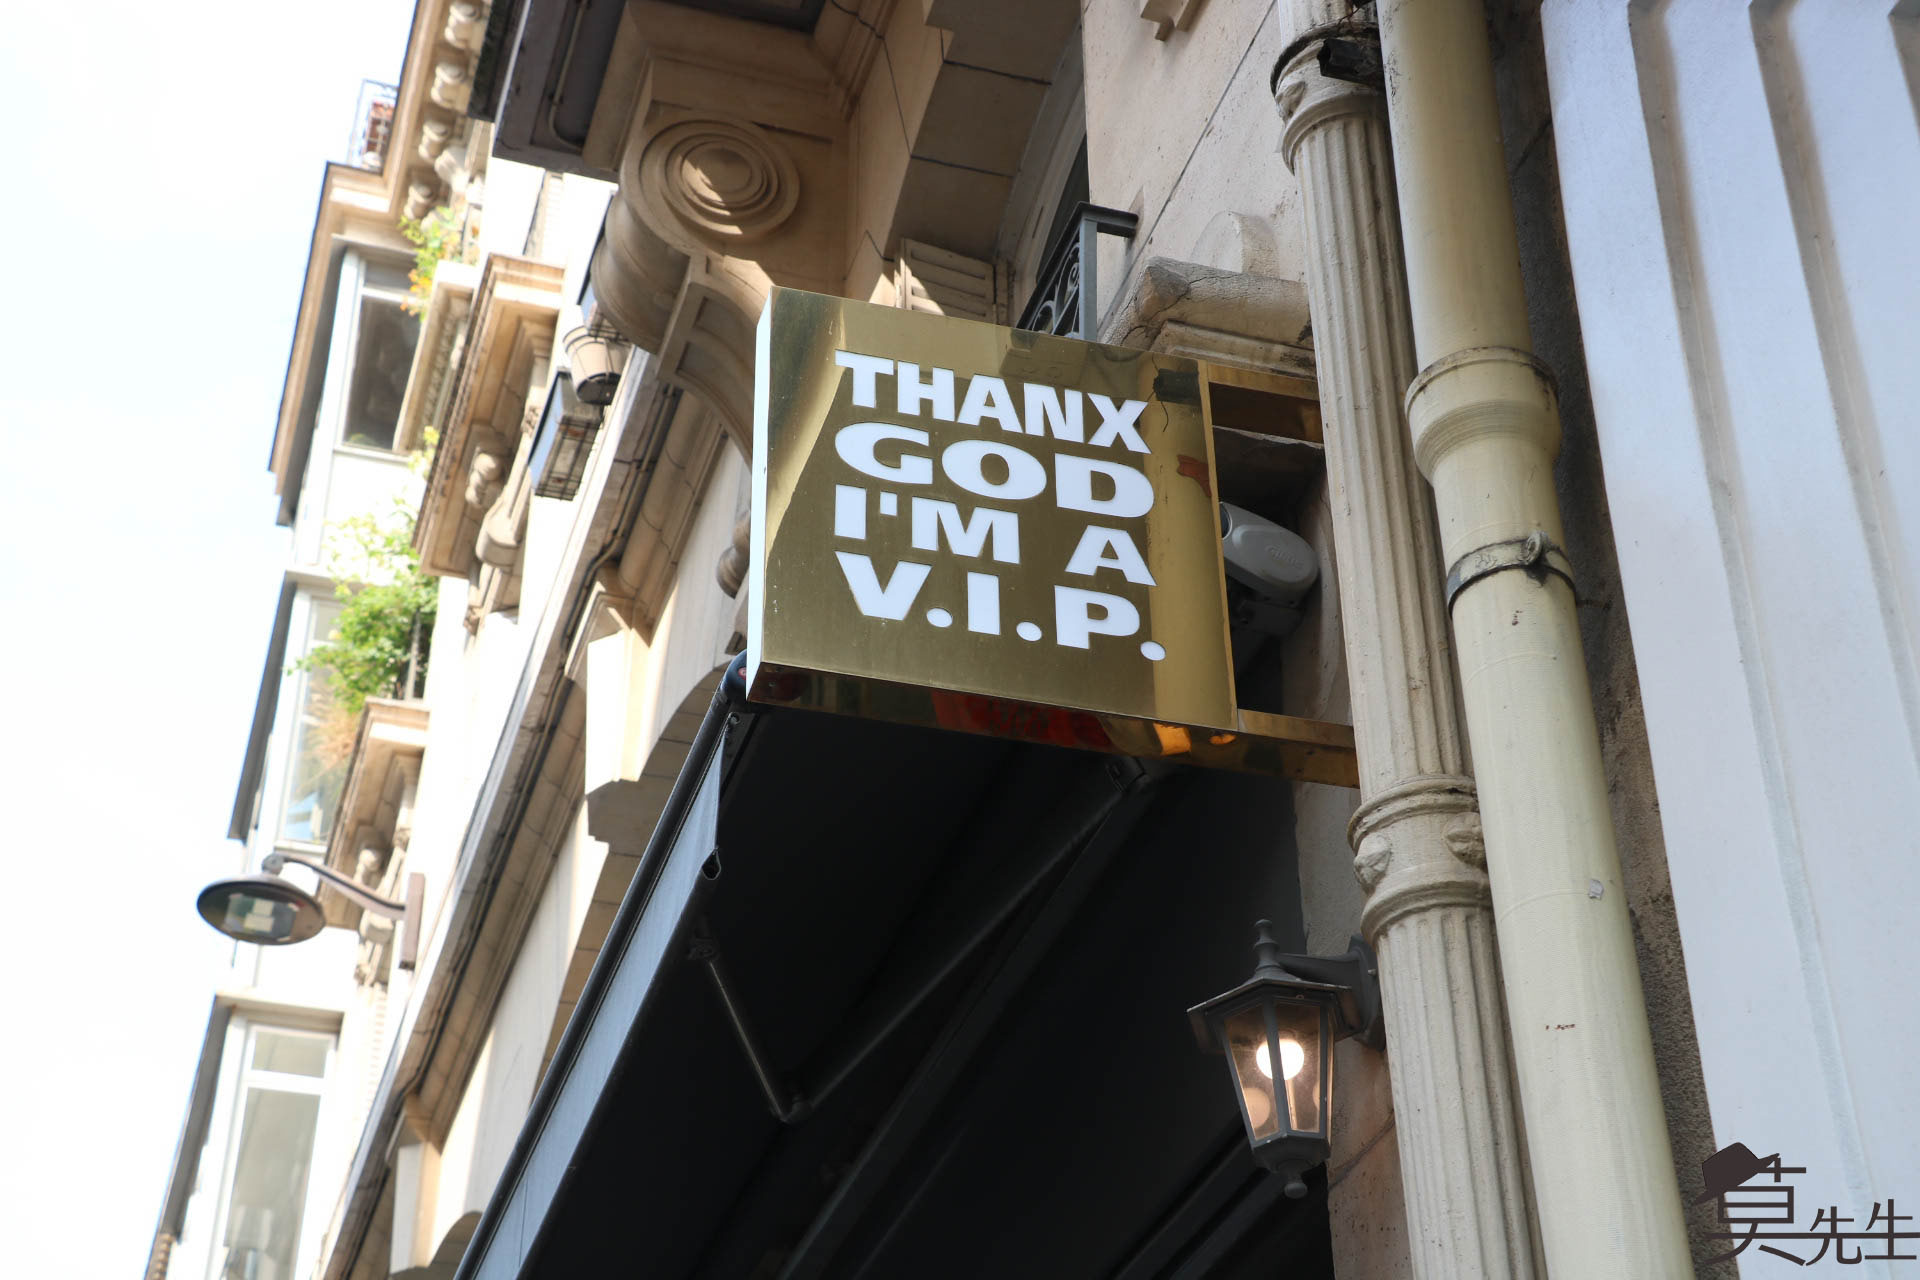 THANX
GOD
I'M A
V.I.P.
莫先生